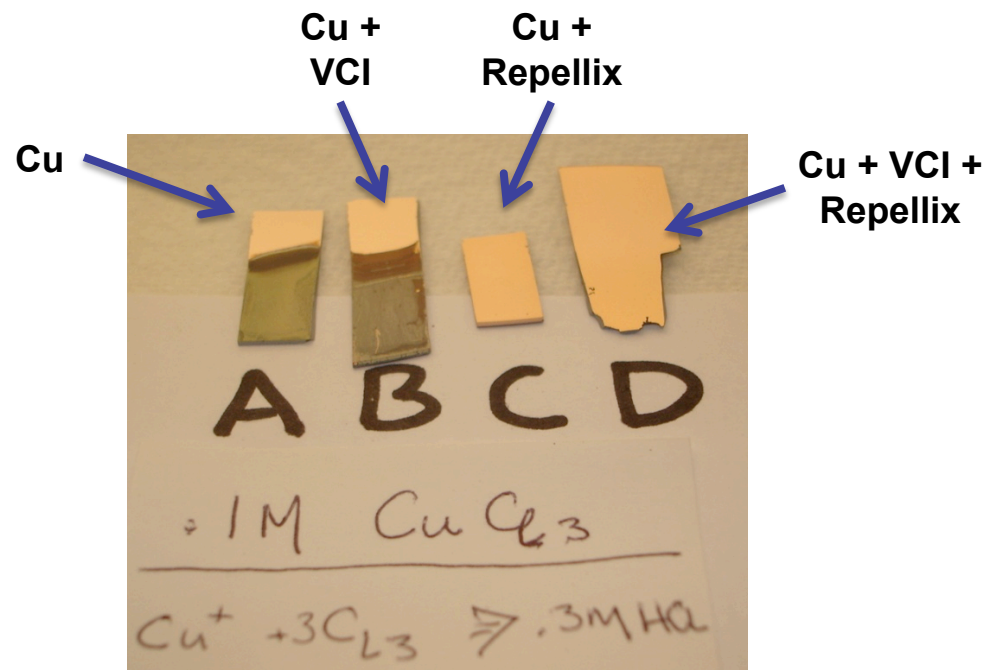 Cu +
VCI
Cu +
Repellix
Cu
Cu + VCI +
Repellix
A B C D
.1M CuCl3
Cu+ +3Cl3 ⩾ .3M HCl